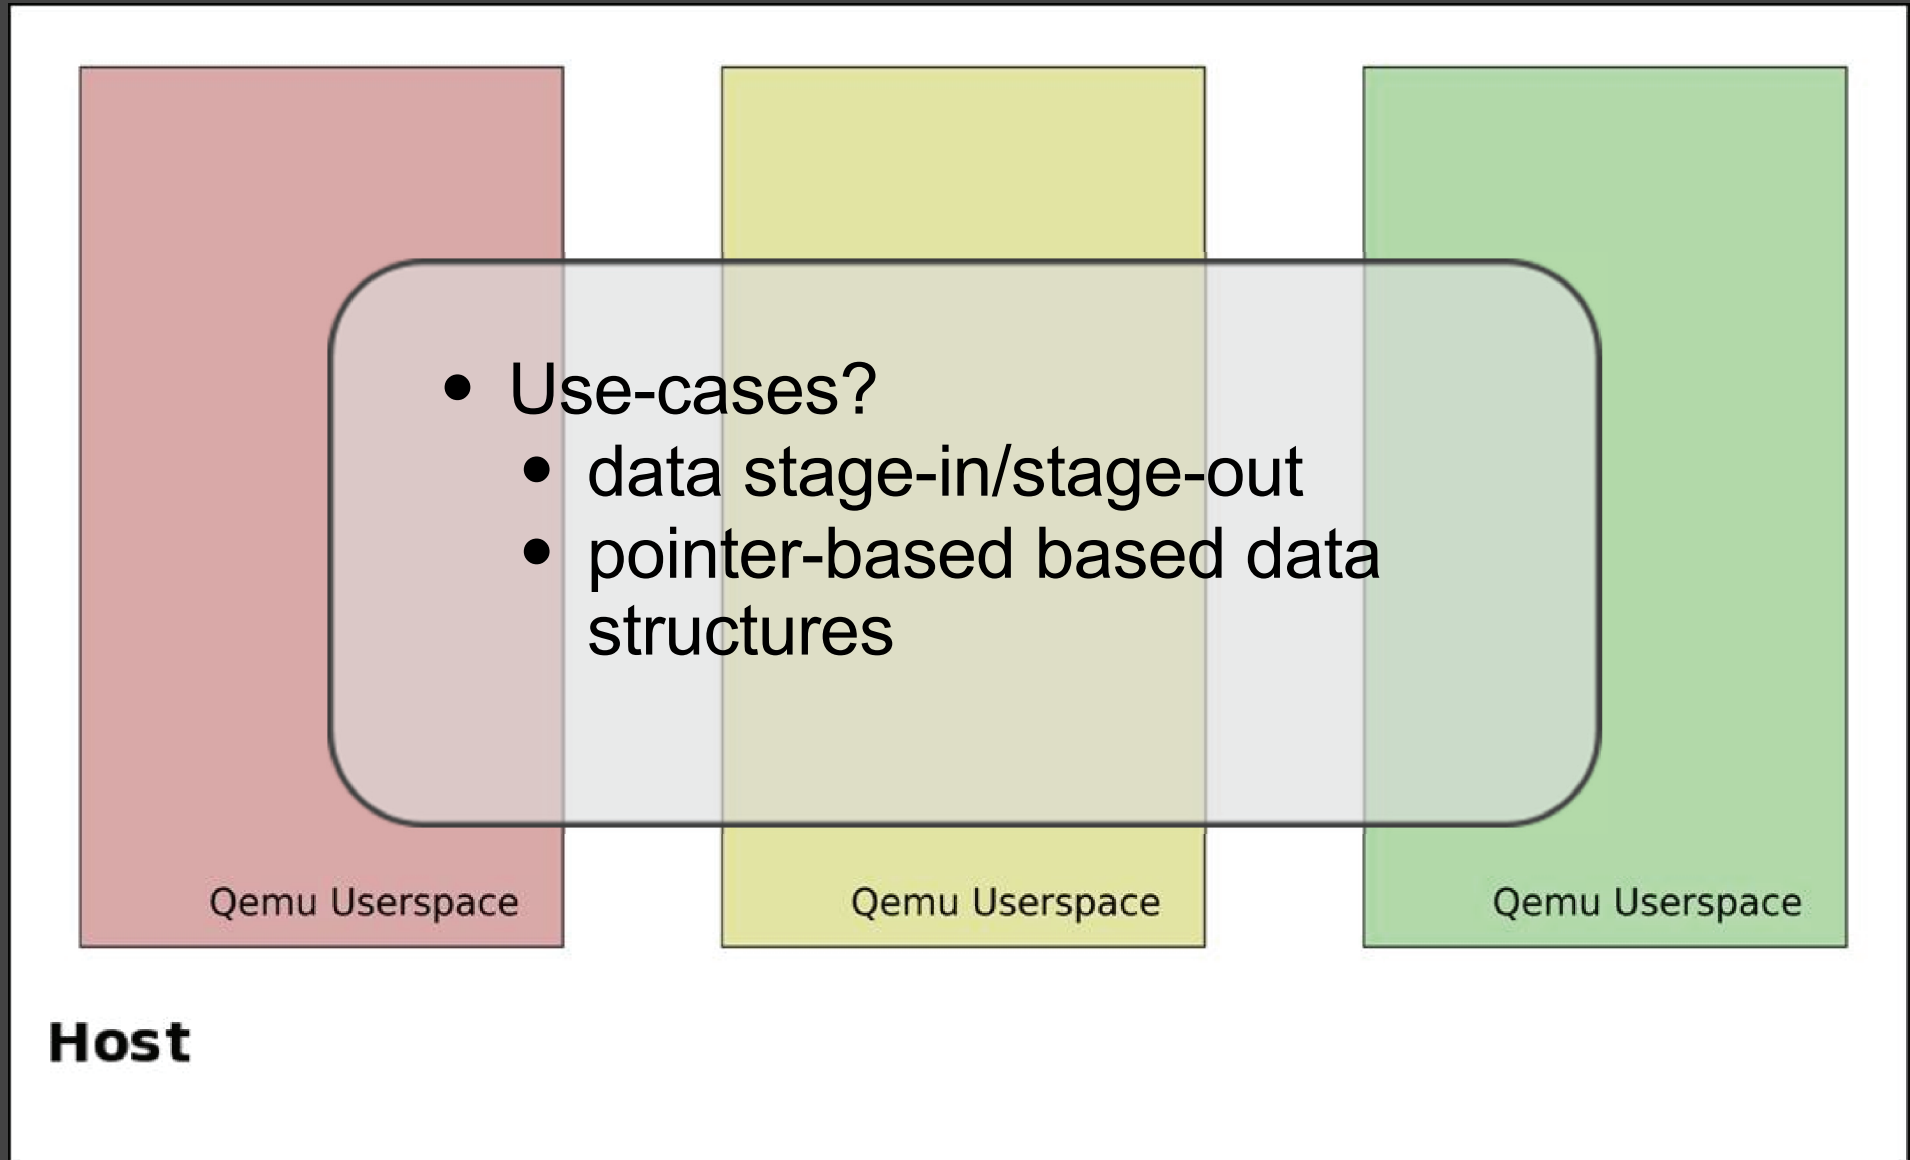 • Use-cases?
• data stage-in/stage-out
• pointer-based based data
structures
Qemu Userspace
Qemu Userspace
Qemu Userspace
Host